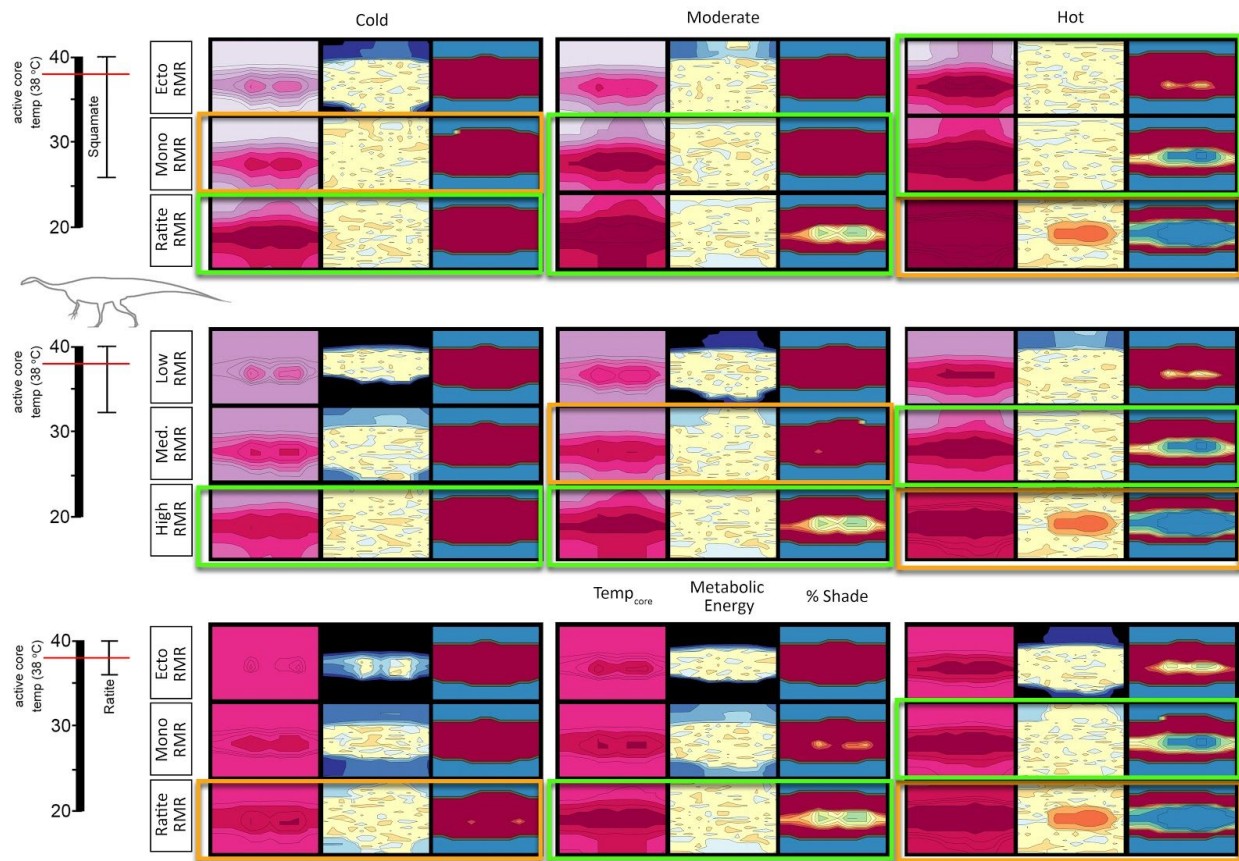 Cold
Moderate
Hot
active core
temp (38 °C)
40
30
20
Squamate
Ecto
RMR
Mono
RMR
Ratite
RMR
active core
temp (38 °C)
40
30
20
Low
RMR
Med.
RMR
High
RMR
Temp core
Metabolic
Energy
% Shade
active core
temp (38 °C)
40
30
20
Ratite
Ecto
RMR
Mono
RMR
Ratite
RMR